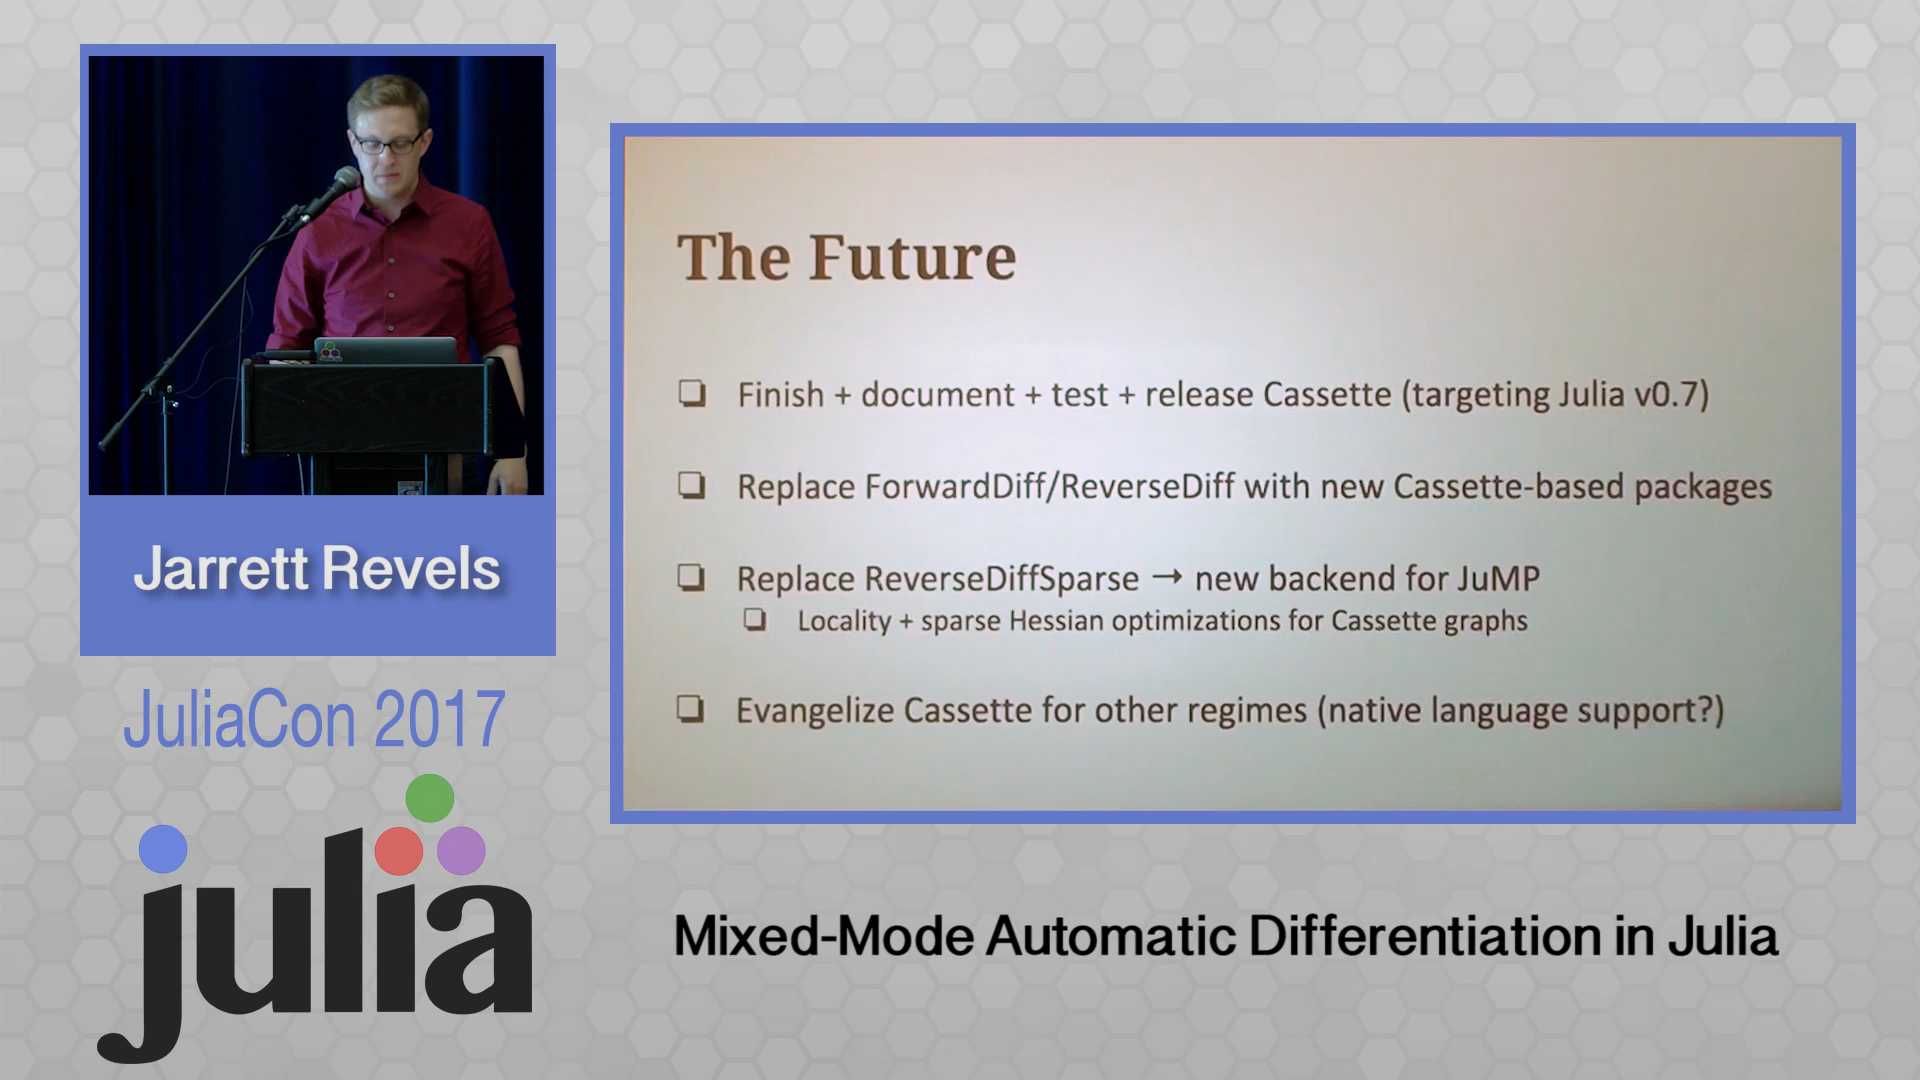 Jarrett Revels
JuliaCon 2017
julia
The Future
❏ Finish + document + test + release Cassette (targeting Julia v0.7)
❏ Replace ForwardDiff/ReverseDiff with new Cassette-based packages
❏ Replace ReverseDiffSparse → new backend for JuMP
❏ Locality + sparse Hessian optimizations for Cassette graphs
❏ Evangelize Cassette for other regimes (native language support?)
Mixed-Mode Automatic Differentiation in Julia